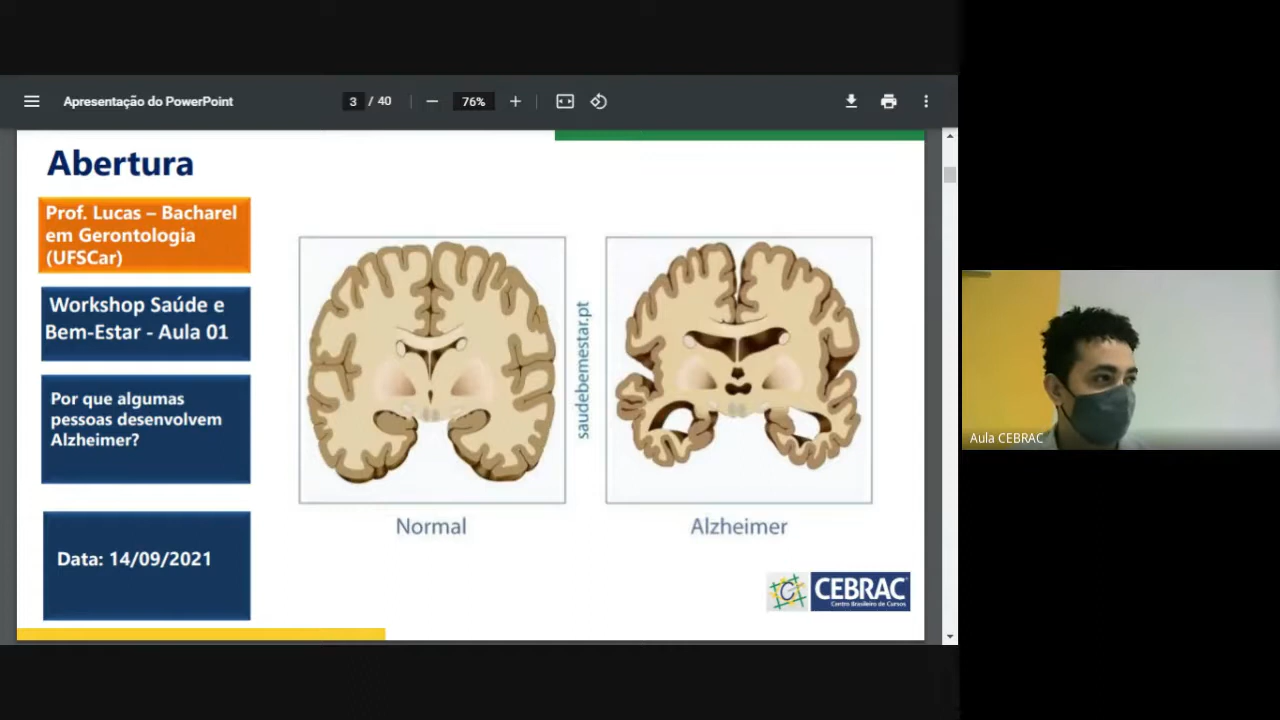 Apresentação do PowerPoint
3 / 40
76%
Abertura
Prof. Lucas – Bacharel
em Gerontologia
(UFSCar)
Workshop Saúde e
Bem-Estar - Aula 01
Por que algumas
pessoas desenvolvem
Alzheimer?
Data: 14/09/2021
saudebemestar.pt
Normal
Alzheimer
C
CEBRAC
Centro Brasileiro de Cursos
Aula CEBRAC